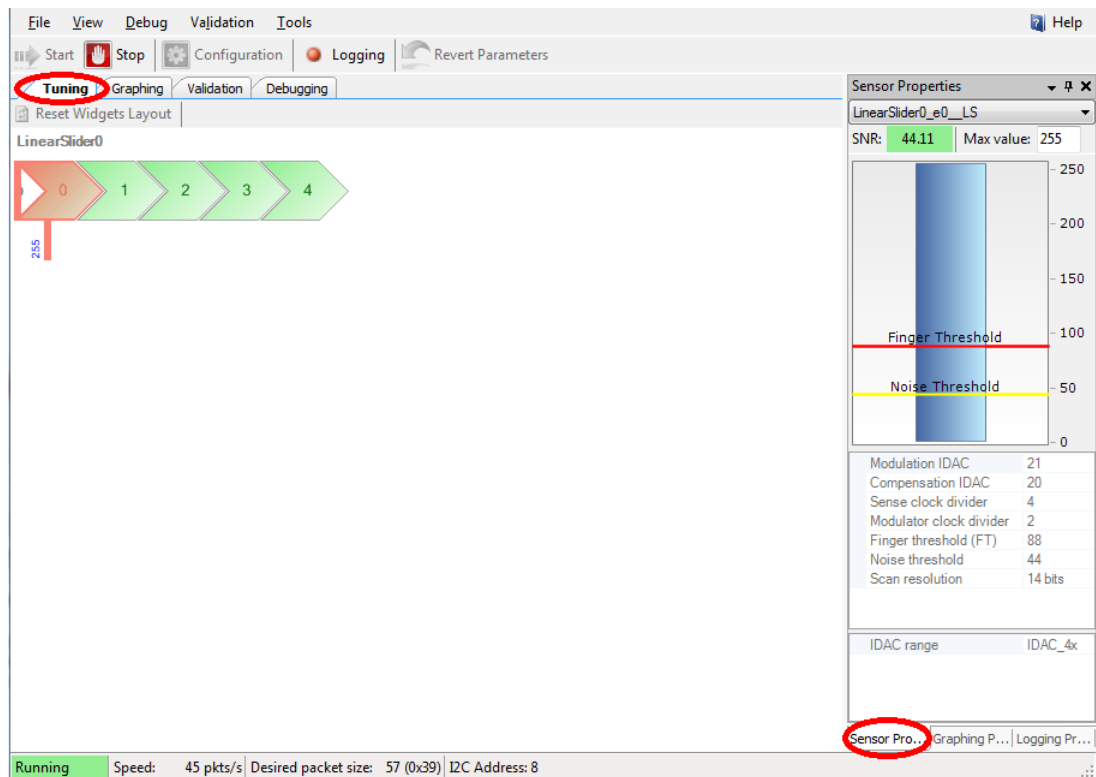 File View Debug Validation Tools Help
Start Stop Configuration Logging Revert Parameters
Tuning Graphing Validation Debugging
Reset Widgets Layout
LinearSlider0
0 1 2 3 4
255
Sensor Properties
LinearSlider0_e0__LS
SNR: 44.11 Max value: 255
250
200
150
100
50
0
Finger Threshold
Noise Threshold
Modulation IDAC 21
Compensation IDAC 20
Sense clock divider 4
Modulator clock divider 2
Finger threshold (FT) 88
Noise threshold 44
Scan resolution 14 bits
IDAC range IDAC_4x
Sensor Pro... Graphing P... Logging Pr...
Running Speed: 45 pkts/s Desired packet size: 57 (0x39) I2C Address: 8